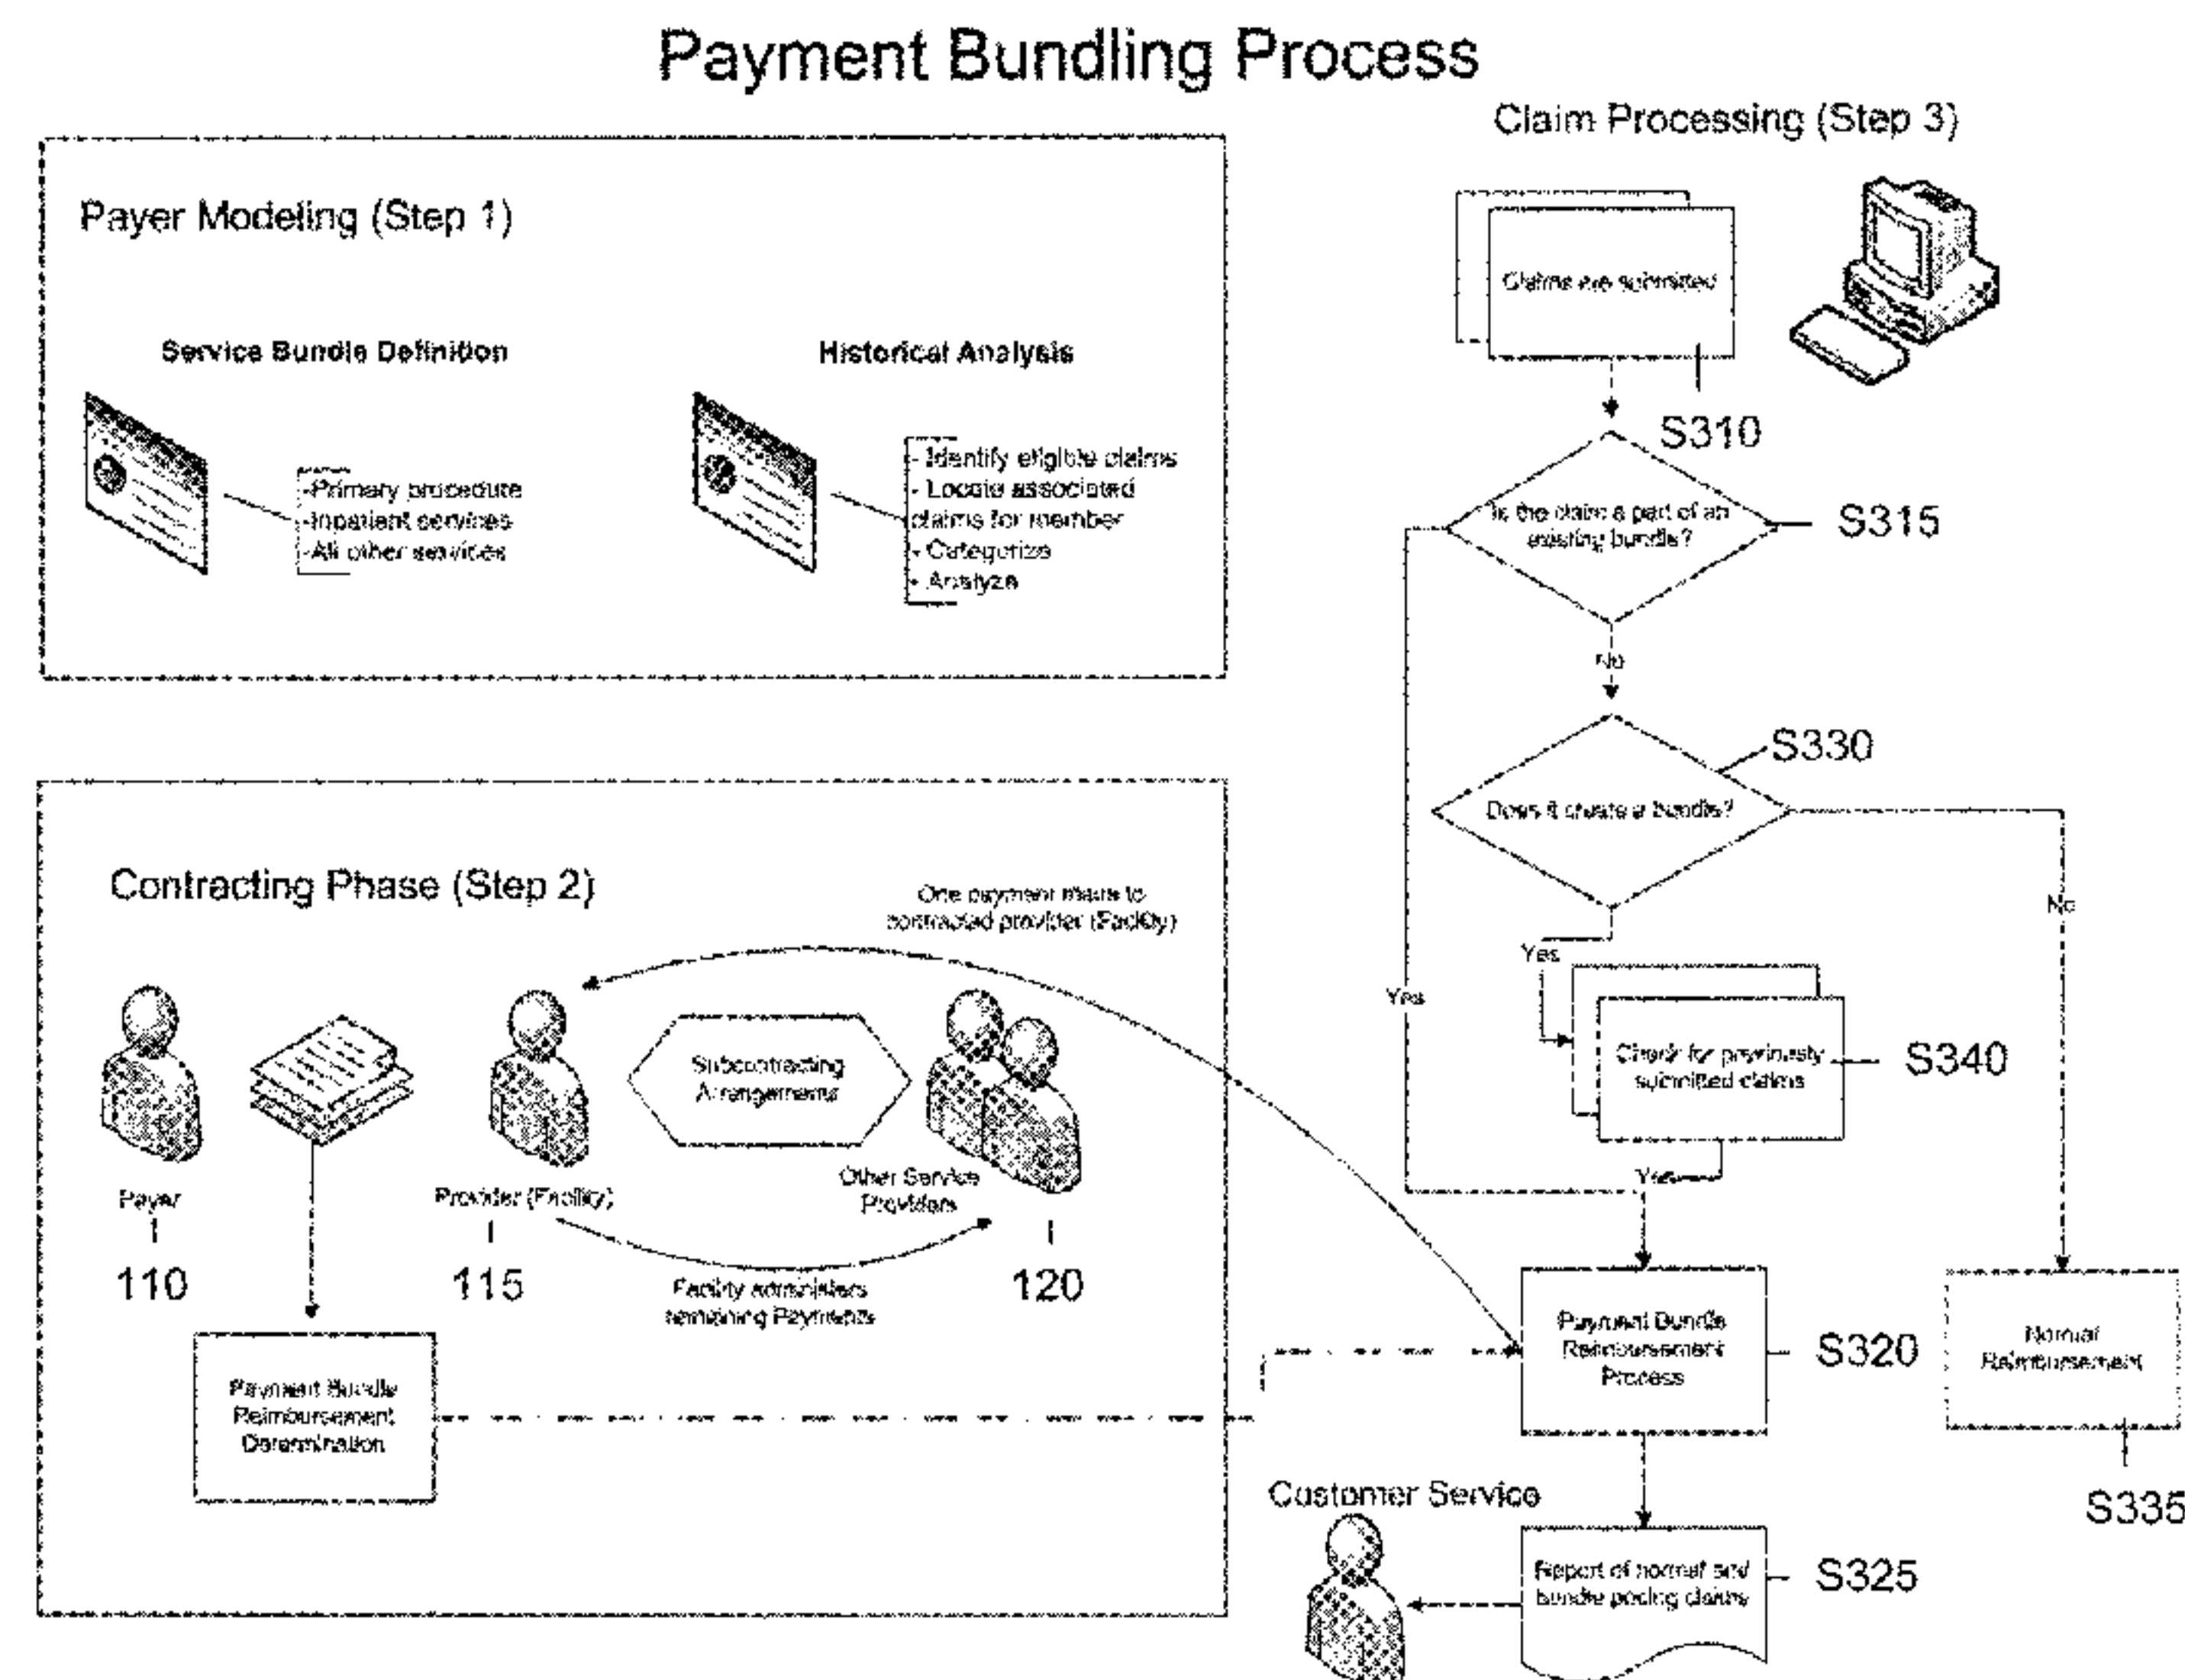 Payment Bundling Process
Payer Modeling (Step 1)
Service Bundle Definition
-Primary procedure
-Inpatient services
-All other services
Historical Analysis
- Identify eligible claims
- Locate associated
claims for member
- Categorize
- Analyze
Contracting Phase (Step 2)
One payment made to
contracted provider (Facility)
Subcontracting
Arrangements
Payer
110
Provider (Facility)
115
Other Service
Providers
120
Facility administers
remaining Payments
Payment Bundle
Reimbursement
Determination
Claim Processing (Step 3)
Claims are submitted
S310
Is the claim a part of an
existing bundle?
S315
No
S330
Does it create a bundle?
No
Yes
Yes
Check for previously
submitted claims
S340
Yes
Payment Bundle
Reimbursement
Process
S320
Normal
Reimbursement
S335
Customer Service
Report of normal and
bundle pricing claims
S325